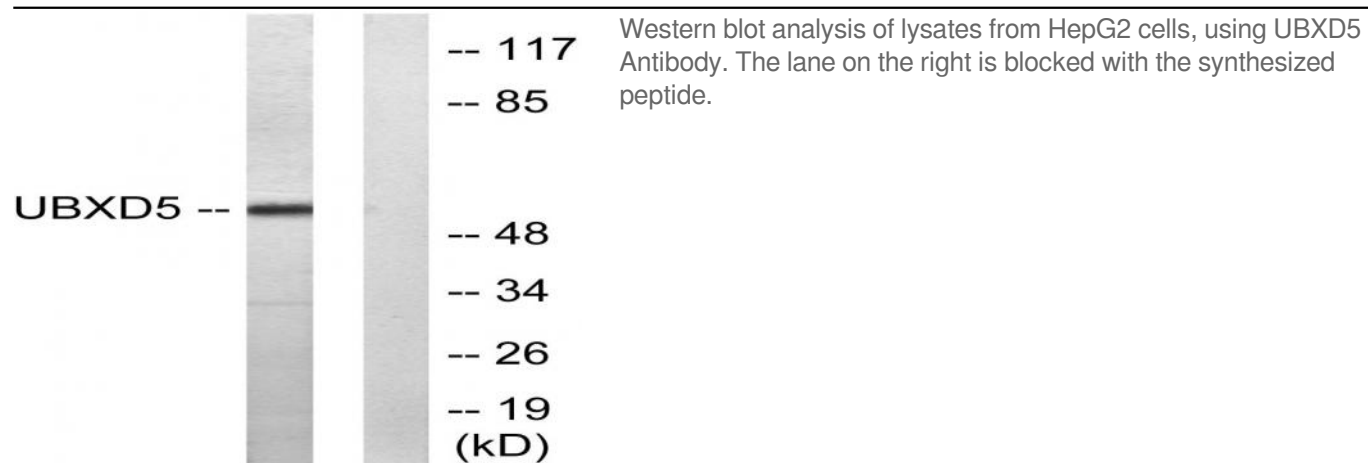 Western blot analysis of lysates from HepG2 cells, using UBXD5
Antibody. The lane on the right is blocked with the synthesized
peptide.
-- 117
-- 85
UBXD5 --
-- 48
-- 34
-- 26
-- 19
(kD)